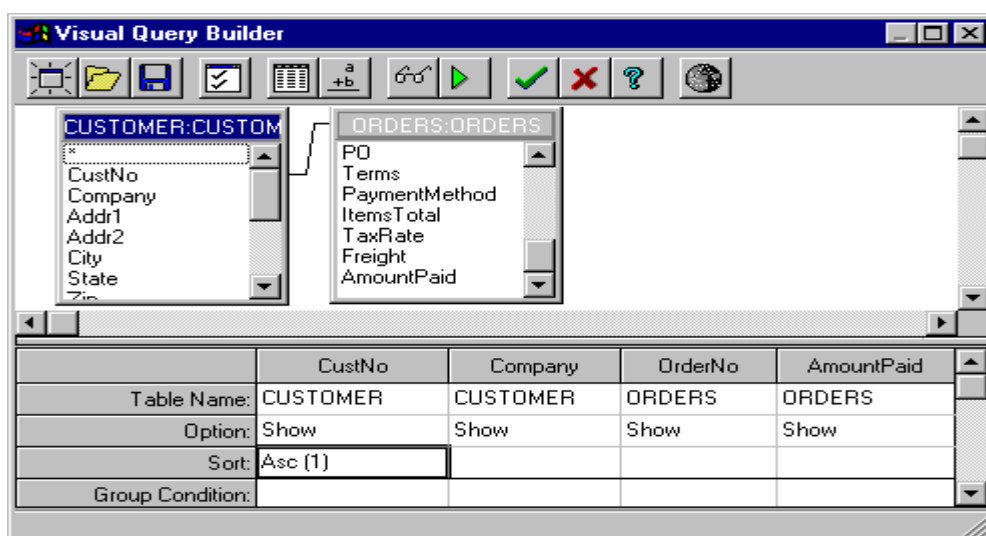 Visual Query Builder
a
+b
?
CUSTOMER:CUSTOM
*
CustNo
Company
Addr1
Addr2
City
State
Zip
ORDERS:ORDERS
PO
Terms
PaymentMethod
ItemsTotal
TaxRate
Freight
AmountPaid
CustNo Company OrderNo AmountPaid
Table Name: CUSTOMER CUSTOMER ORDERS ORDERS
Option: Show Show Show Show
Sort: Asc (1)
Group Condition: